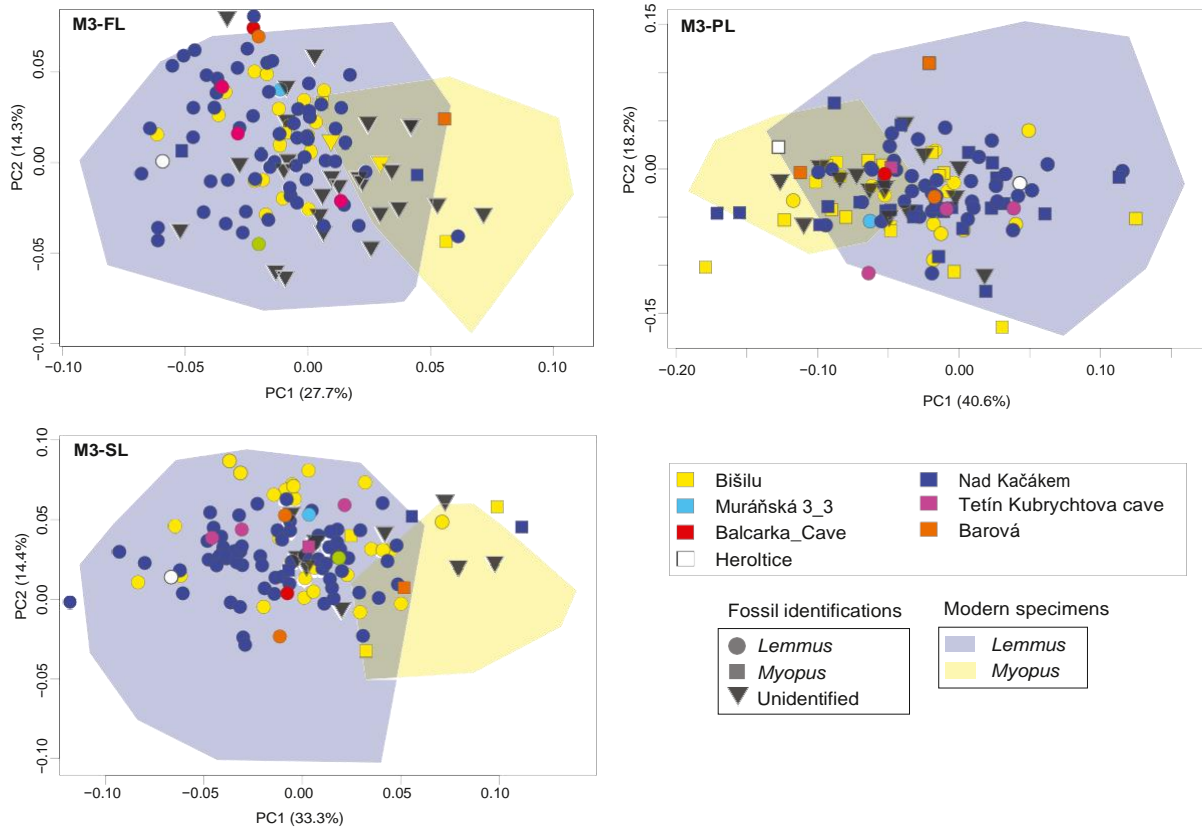 M3-FL
PC2 (14.3%)
0.05
0.00
−0.05
−0.10
−0.10
−0.05
0.00
0.05
0.10
PC1 (27.7%)
M3-PL
PC2 (18.2%)
0.15
0.00
−0.15
−0.20
−0.10
0.00
0.10
PC1 (40.6%)
M3-SL
PC2 (14.4%)
0.10
0.05
0.00
−0.05
−0.10
−0.10
−0.05
0.00
0.05
0.10
PC1 (33.3%)
Bišilu
Muráňská 3_3
Balcarka_Cave
Heroltice
Nad Kačákem
Tetín Kubrychtova cave
Barová
Fossil identifications
Lemmus
Myopus
Unidentified
Modern specimens
Lemmus
Myopus